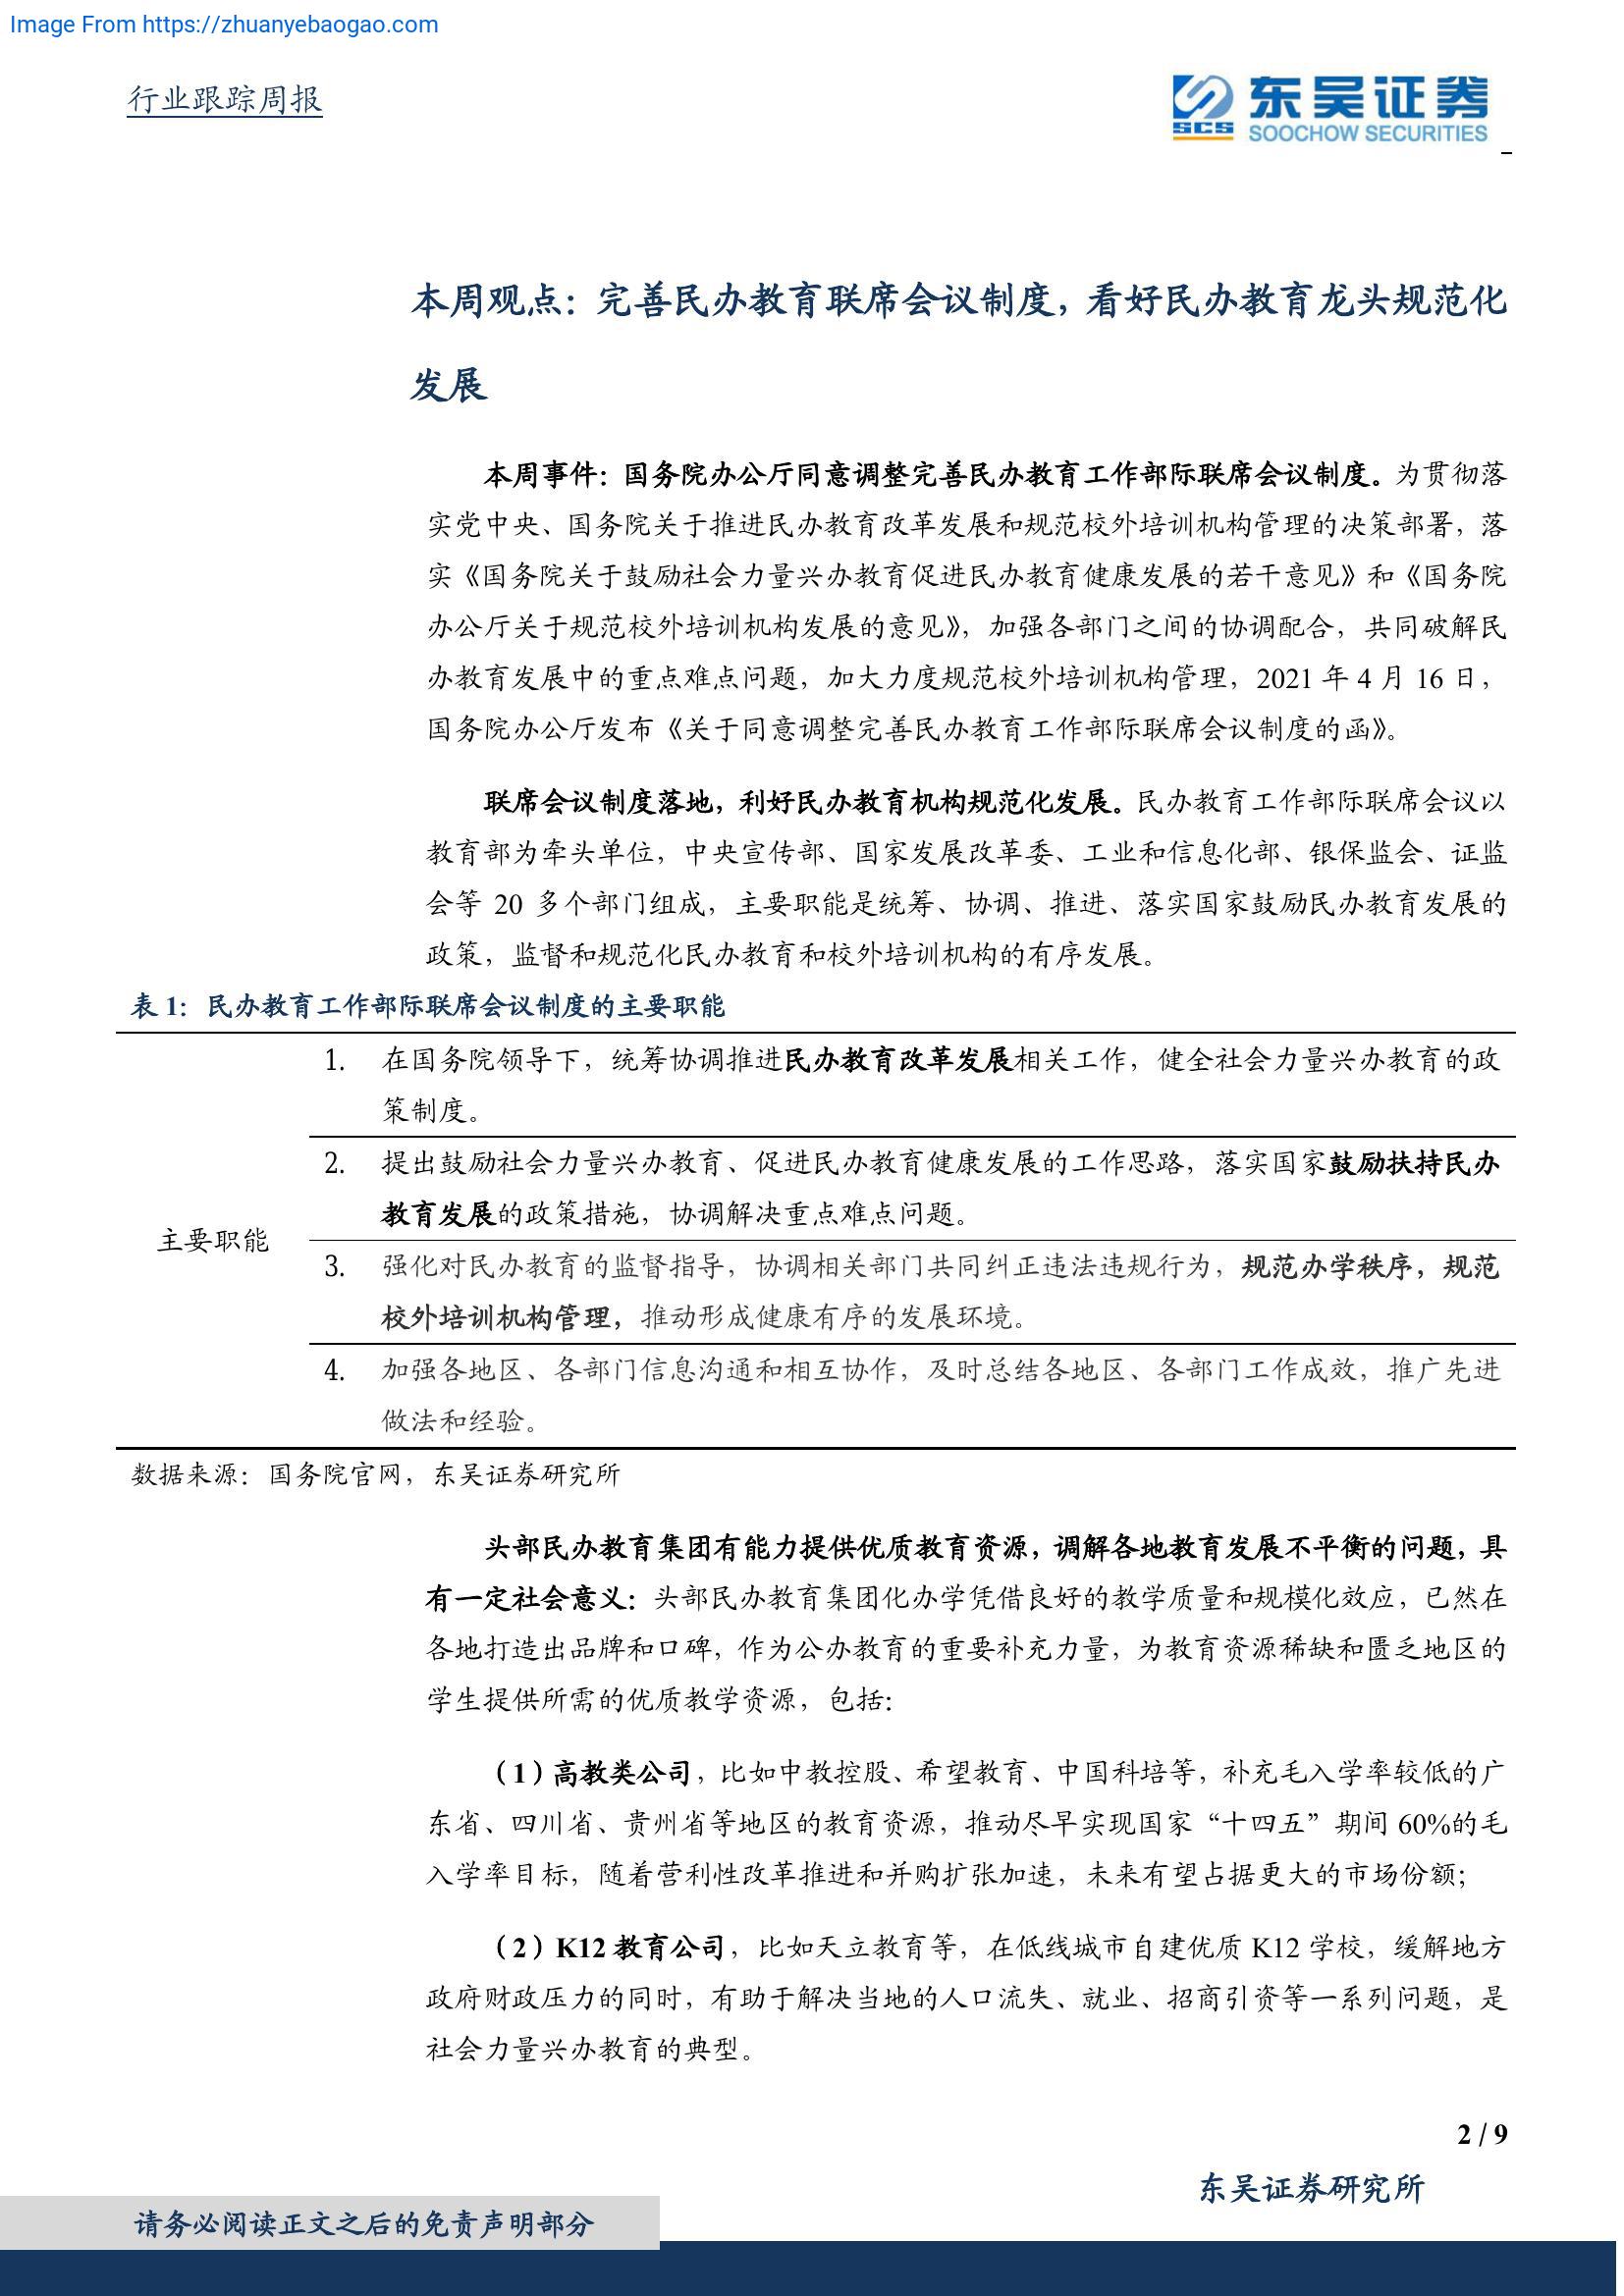 Image From https://zhuanyebaogao.com
行业跟踪周报
SCS 东吴证券
SOOCHOW SECURITIES
本周观点：完善民办教育联席会议制度，看好民办教育龙头规范化
发展
本周事件：国务院办公厅同意调整完善民办教育工作部际联席会议制度。为贯彻落
实党中央、国务院关于推进民办教育改革发展和规范校外培训机构管理的决策部署，落
实《国务院关于鼓励社会力量兴办教育促进民办教育健康发展的若干意见》和《国务院
办公厅关于规范校外培训机构发展的意见》，加强各部门之间的协调配合，共同破解民
办教育发展中的重点难点问题，加大力度规范校外培训机构管理，2021 年 4 月 16 日，
国务院办公厅发布《关于同意调整完善民办教育工作部际联席会议制度的函》。
联席会议制度落地，利好民办教育机构规范化发展。民办教育工作部际联席会议以
教育部为牵头单位，中央宣传部、国家发展改革委、工业和信息化部、银保监会、证监
会等 20 多个部门组成，主要职能是统筹、协调、推进、落实国家鼓励民办教育发展的
政策，监督和规范化民办教育和校外培训机构的有序发展。
表 1：民办教育工作部际联席会议制度的主要职能
主要职能
1. 在国务院领导下，统筹协调推进民办教育改革发展相关工作，健全社会力量兴办教育的政
策制度。
2. 提出鼓励社会力量兴办教育、促进民办教育健康发展的工作思路，落实国家鼓励扶持民办
教育发展的政策措施，协调解决重点难点问题。
3. 强化对民办教育的监督指导，协调相关部门共同纠正违法违规行为，规范办学秩序，规范
校外培训机构管理，推动形成健康有序的发展环境。
4. 加强各地区、各部门信息沟通和相互协作，及时总结各地区、各部门工作成效，推广先进
做法和经验。
数据来源：国务院官网，东吴证券研究所
头部民办教育集团有能力提供优质教育资源，调解各地教育发展不平衡的问题，具
有一定社会意义：头部民办教育集团化办学凭借良好的教学质量和规模化效应，已然在
各地打造出品牌和口碑，作为公办教育的重要补充力量，为教育资源稀缺和匮乏地区的
学生提供所需的优质教学资源，包括：
（1）高教类公司，比如中教控股、希望教育、中国科培等，补充毛入学率较低的广
东省、四川省、贵州省等地区的教育资源，推动尽早实现国家“十四五”期间 60%的毛
入学率目标，随着营利性改革推进和并购扩张加速，未来有望占据更大的市场份额；
（2）K12 教育公司，比如天立教育等，在低线城市自建优质 K12 学校，缓解地方
政府财政压力的同时，有助于解决当地的人口流失、就业、招商引资等一系列问题，是
社会力量兴办教育的典型。
2 / 9
东吴证券研究所
请务必阅读正文之后的免责声明部分